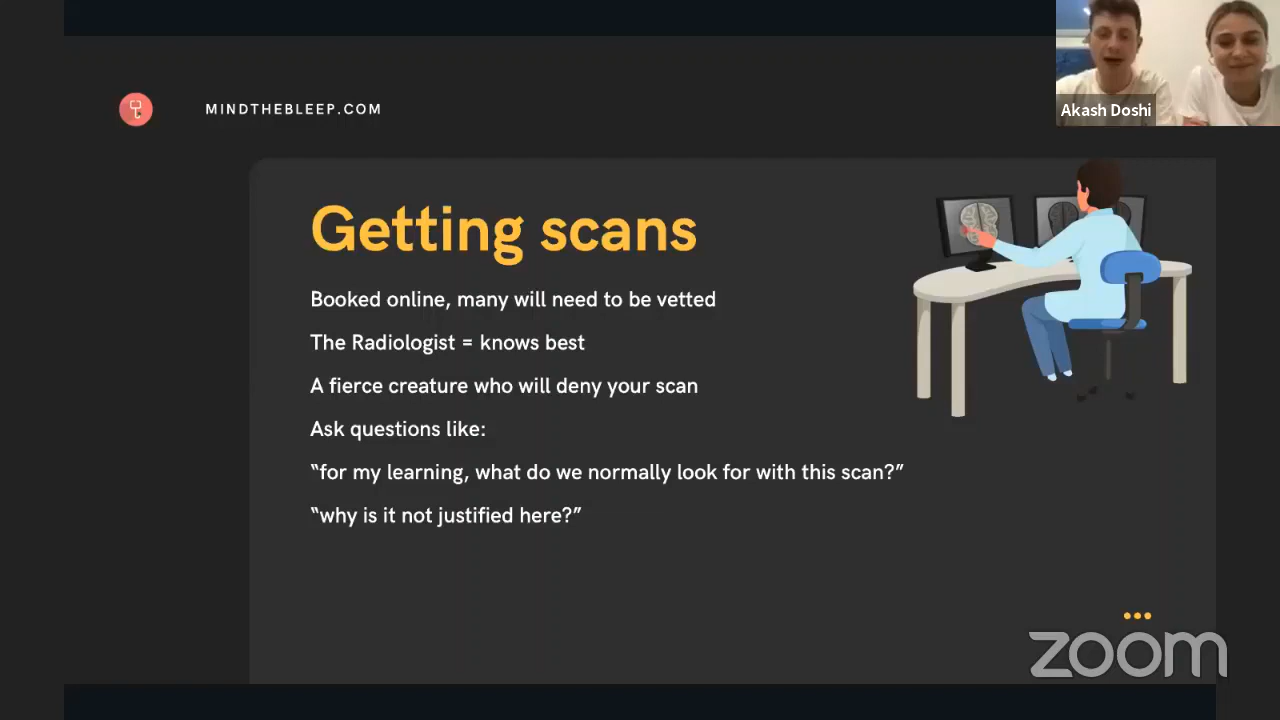 MINDTHEBLEEP.COM
Akash Doshi
Getting scans
Booked online, many will need to be vetted
The Radiologist = knows best
A fierce creature who will deny your scan
Ask questions like:
“for my learning, what do we normally look for with this scan?”
“why is it not justified here?”
zoom